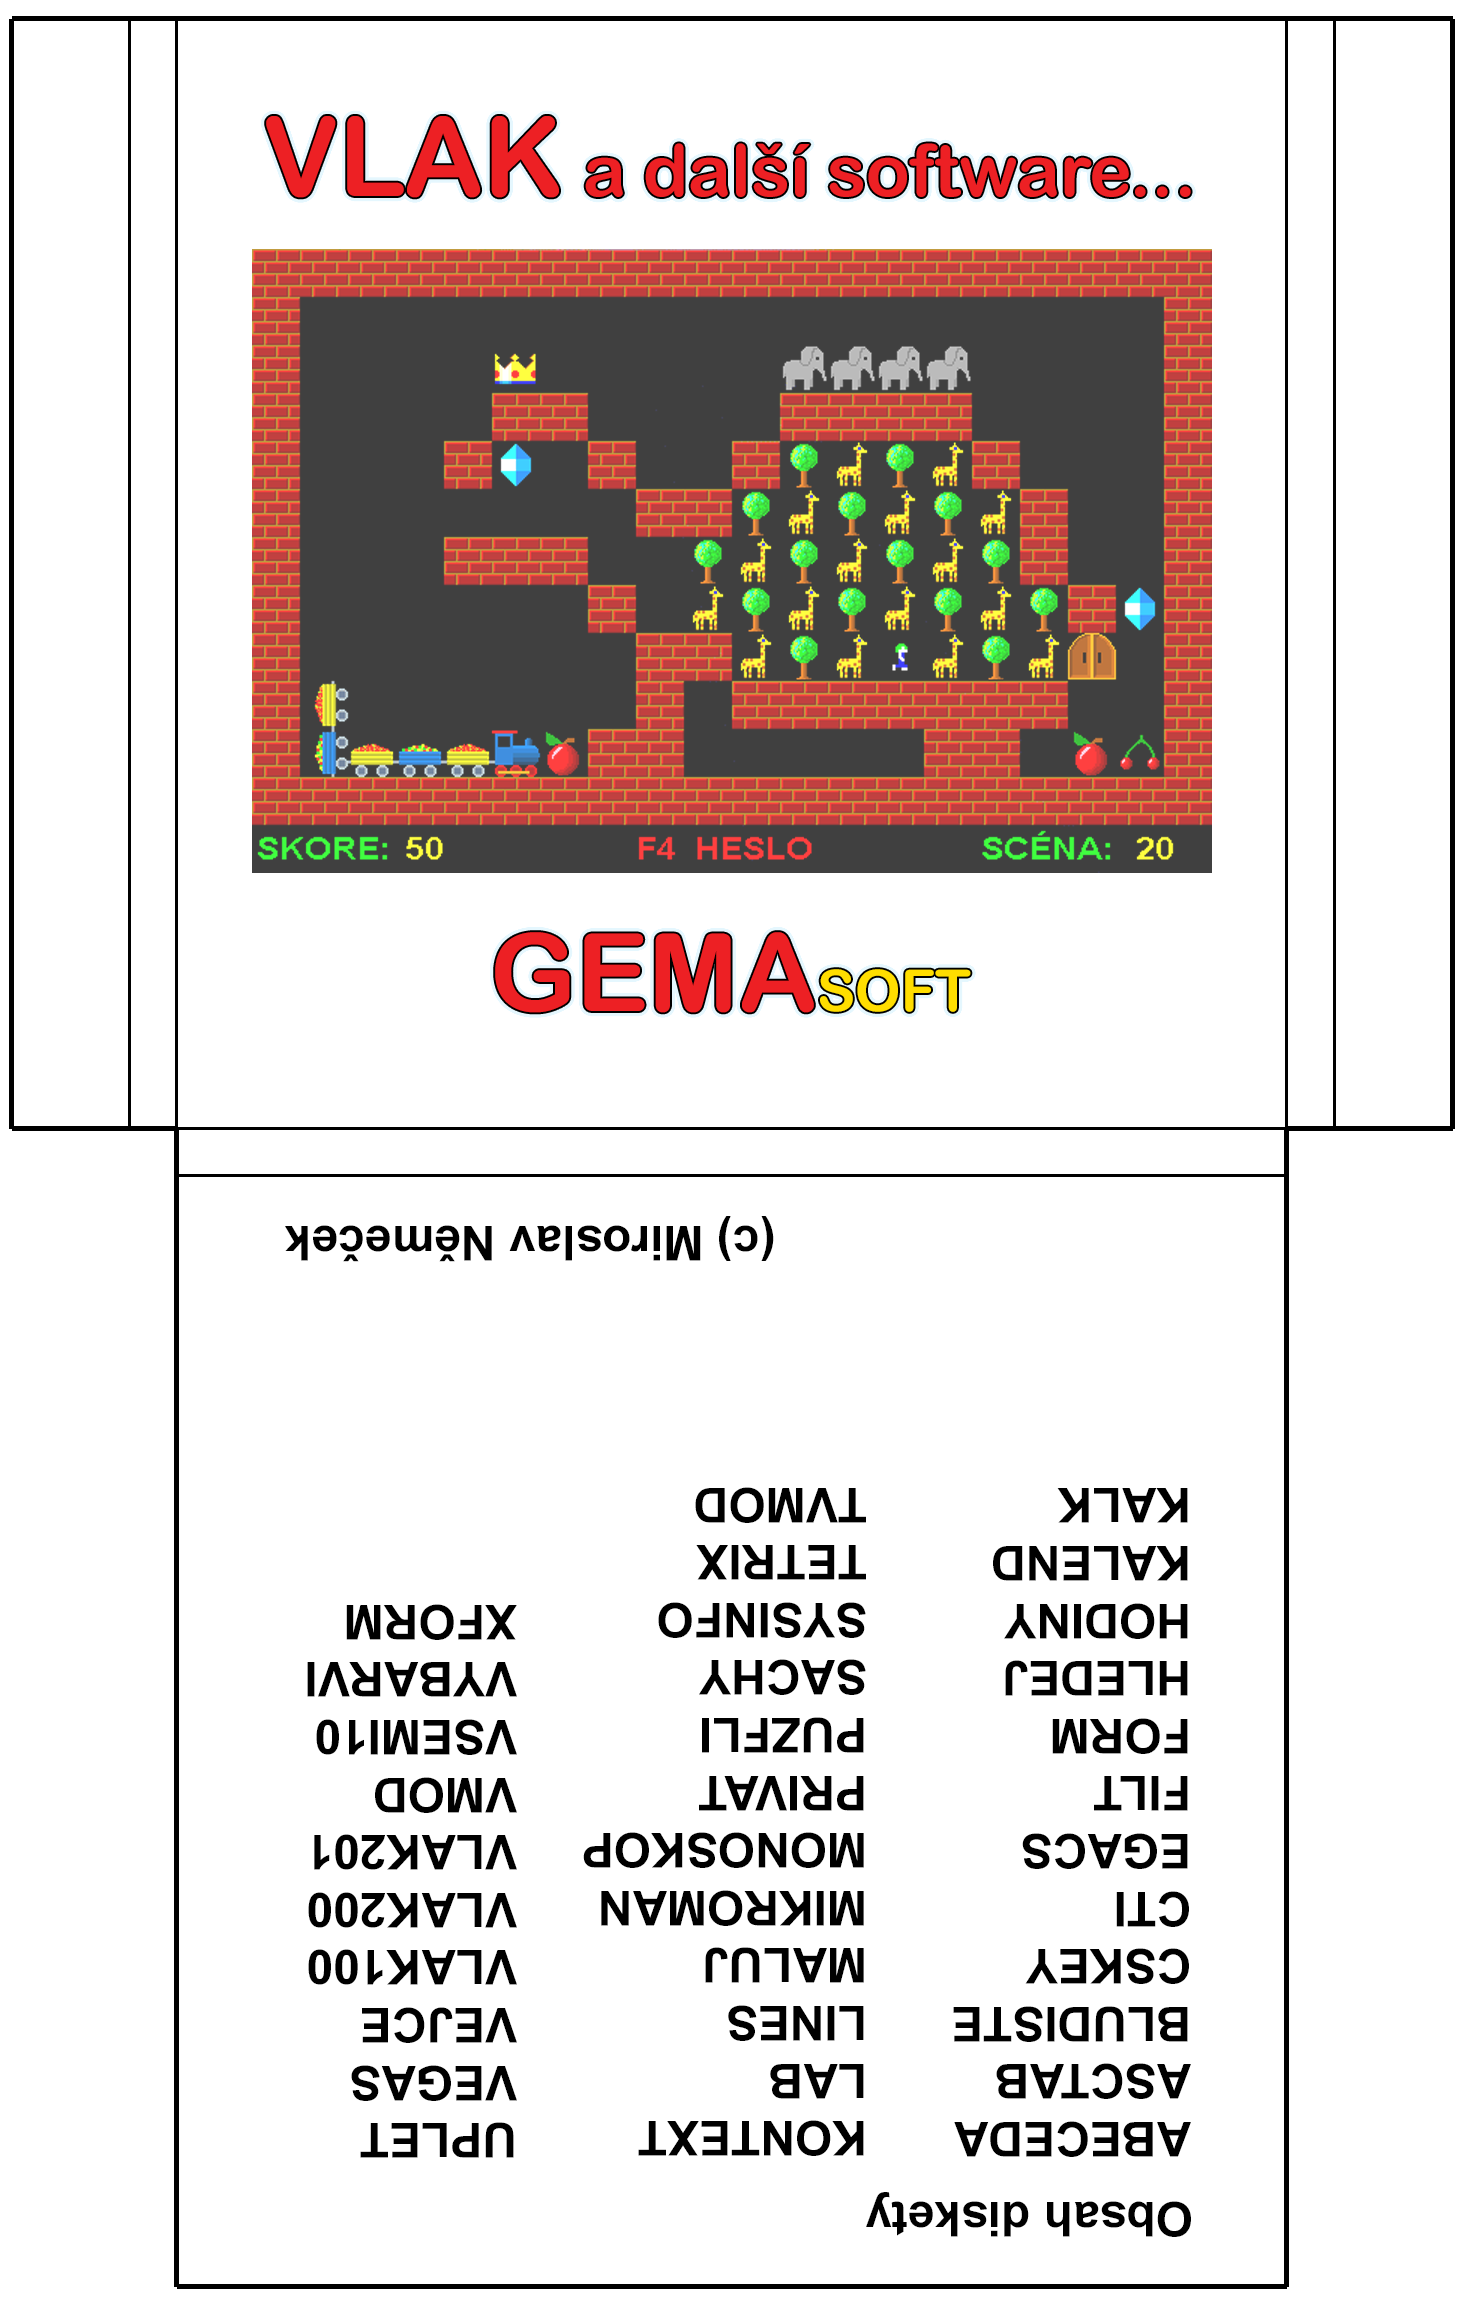 VLAK a další software...
SKORE: 50 F4 HESLO SCÉNA: 20
GEMASOFT
Obsah diskety
ABECEDA KONTEXT UPLET
ASCTAB LAB VEGAS
BLUDISTE LINES VEJCE
CSKEY MALUJ VLAK100
CTI MIKROMAN VLAK200
EGACS MONOSKOP VLAK201
FILT PRIVAT VMOD
FORM PUZFLI VSEMI10
HLEDEJ SACHY VYBARVI
HODINY SYSINFO XFORM
KALEND TETRIX
KALK TVMOD
(c) Miroslav Němeček